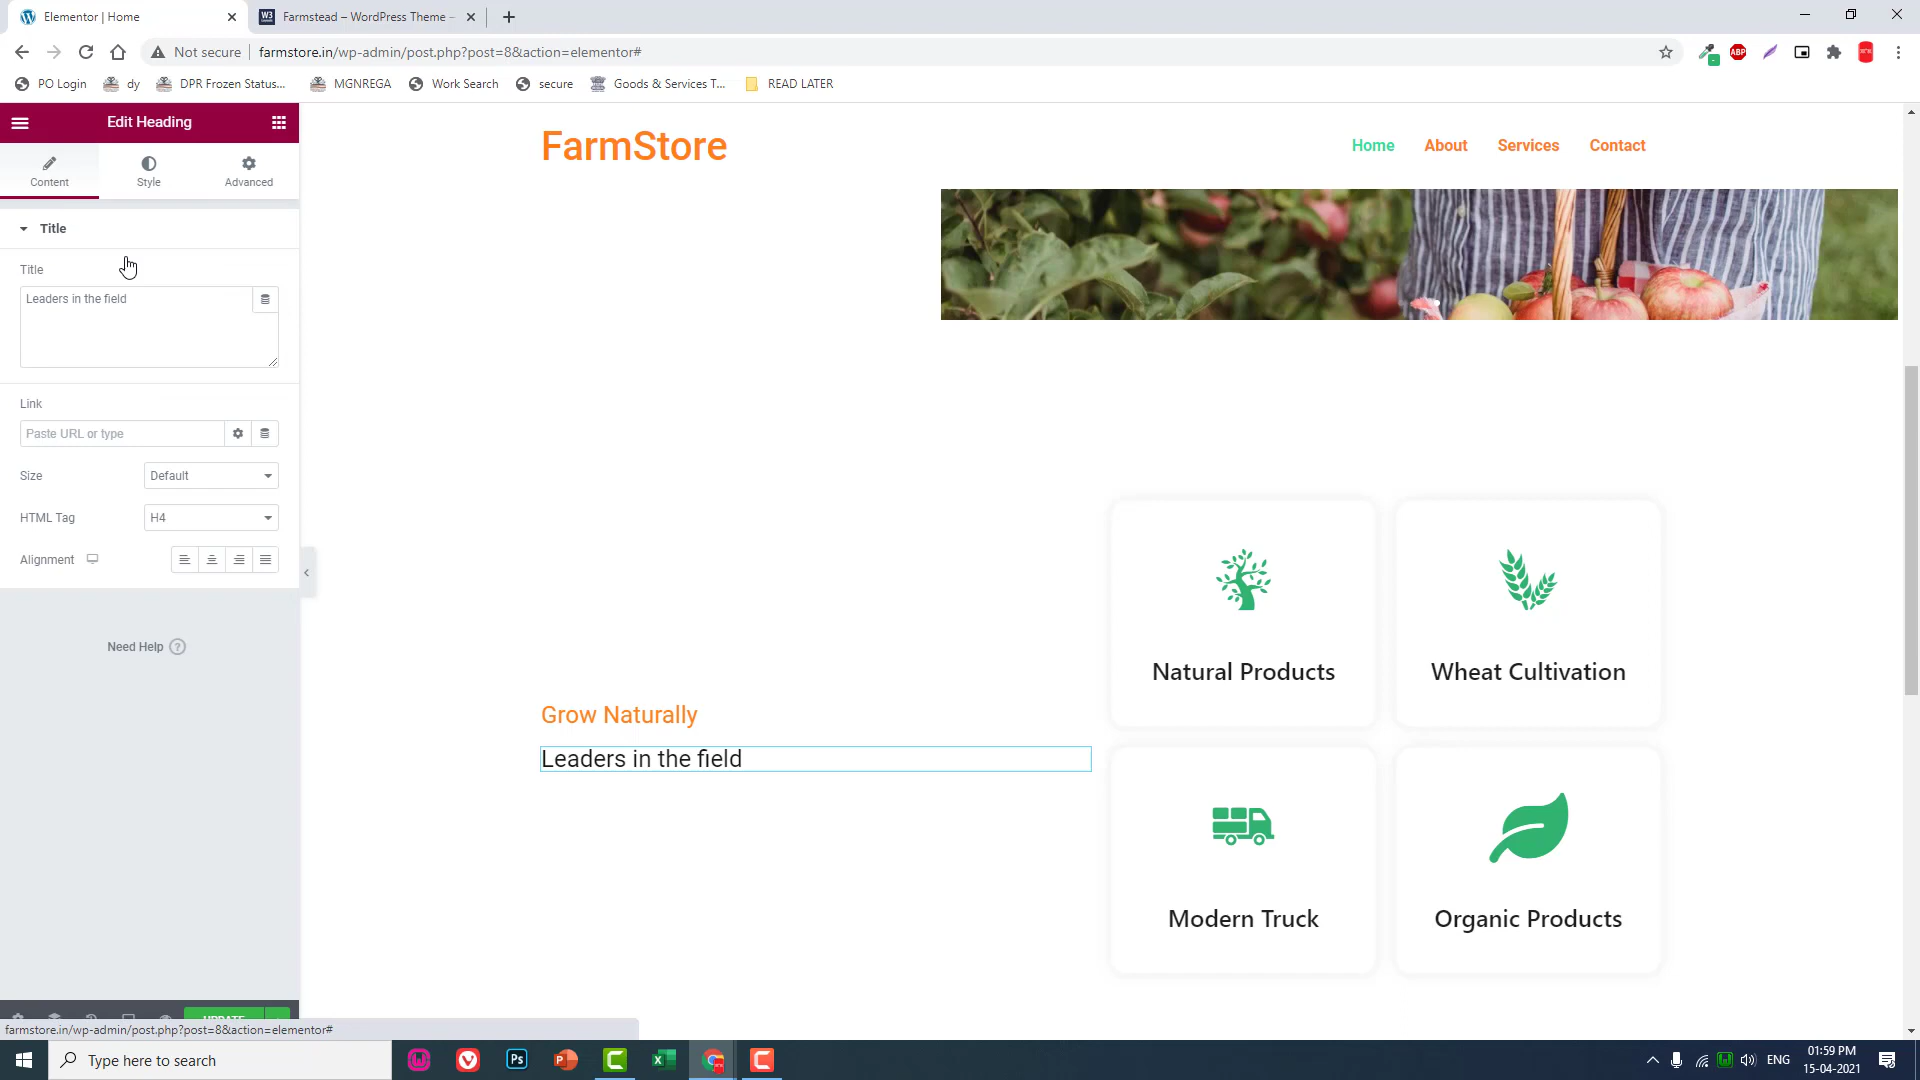 Elementor | Home
Farmstead – WordPress Theme –
Not secure
farmstore.in/wp-admin/post.php?post=8&action=elementor#
ABP
PO Login
dy
DPR Frozen Status...
MGNREGA
Work Search
secure
Goods & Services T...
READ LATER
Edit Heading
Content
Style
Advanced
Title
Title
Leaders in the field
Link
Paste URL or type
Size
Default
HTML Tag
H4
Alignment
Need Help ?
UPDATE
farmstore.in/wp-admin/post.php?post=8&action=elementor#
FarmStore
Home
About
Services
Contact
Grow Naturally
Leaders in the field
Natural Products
Wheat Cultivation
Modern Truck
Organic Products
Type here to search
Ps
ENG
01:59 PM
15-04-2021